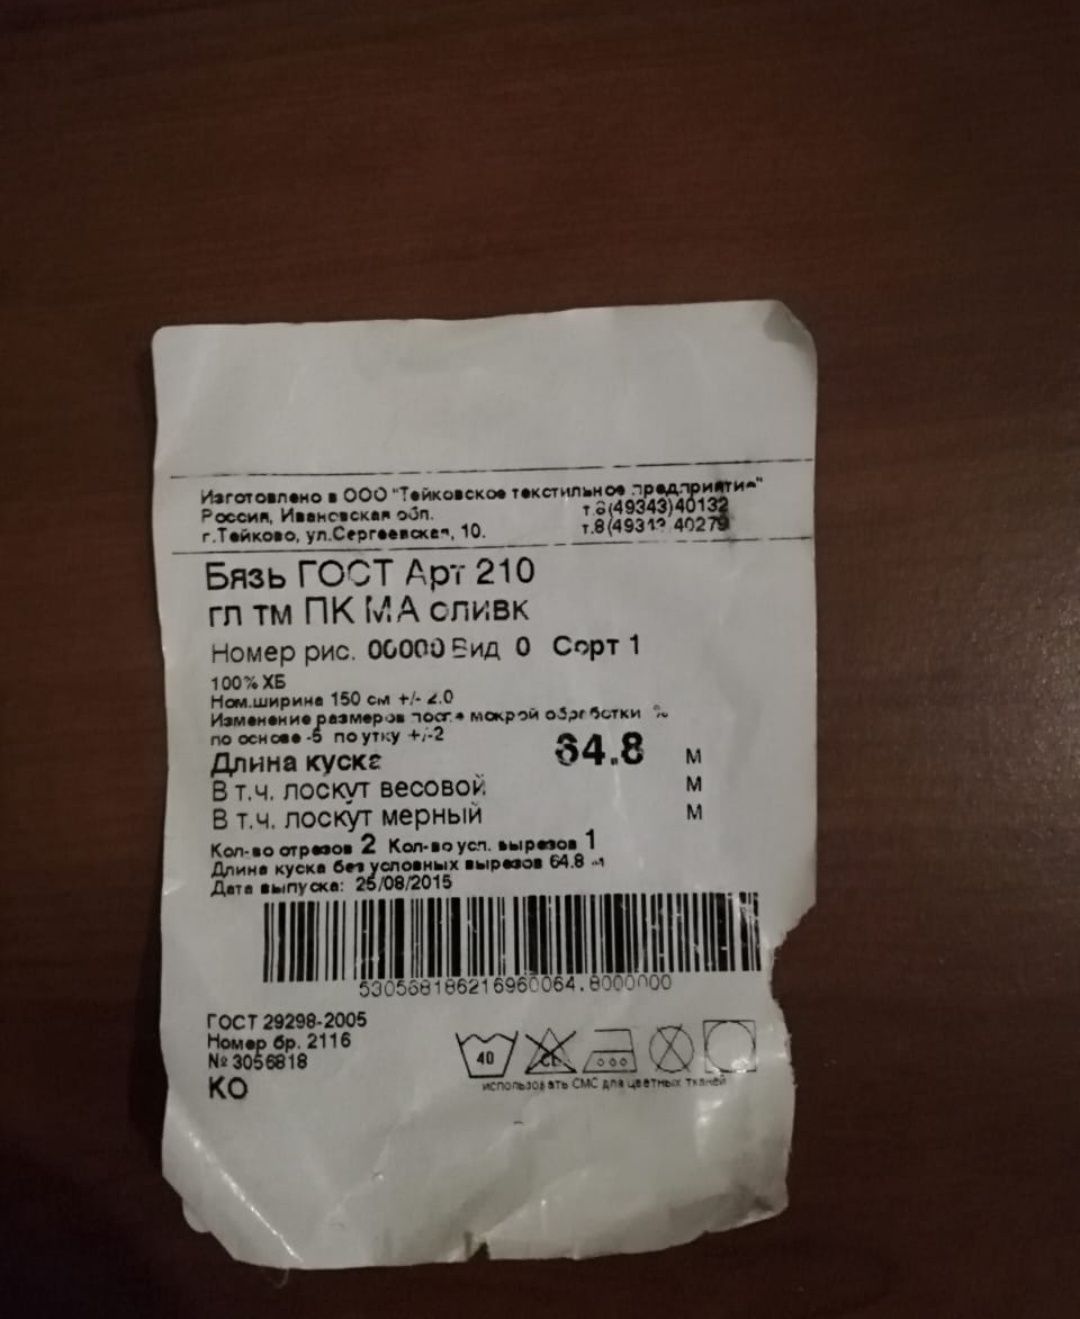 Изготовлено в ООО "Тейковское текстильное предприятие"
Россия, Ивановская обл. т.8(49343)40132
г.Тейково, ул.Сергеевская, 10. т.8(49343) 40279
Бязь ГОСТ Арт 210
гл тм ПК МА сливк
Номер рис. 00000 Вид 0 Сорт 1
100% ХБ
Ном.ширина 150 см +/- 2.0
Изменение размеров после мокрой обработки %
по основе -5 по утку +/-2
Длина куска 64.8 М
В т.ч. лоскут весовой М
В т.ч. лоскут мерный М
Кол-во отрезов 2 Кол-во усл. вырезов 1
Длина куска без условных вырезов 64.8 м
Дата выпуска: 25/08/2015
530568186216960064.8000000
ГОСТ 29298-2005
Номер бр. 2116
№ 3056818
КО
40 CL
использовать СМС для цветных тканей